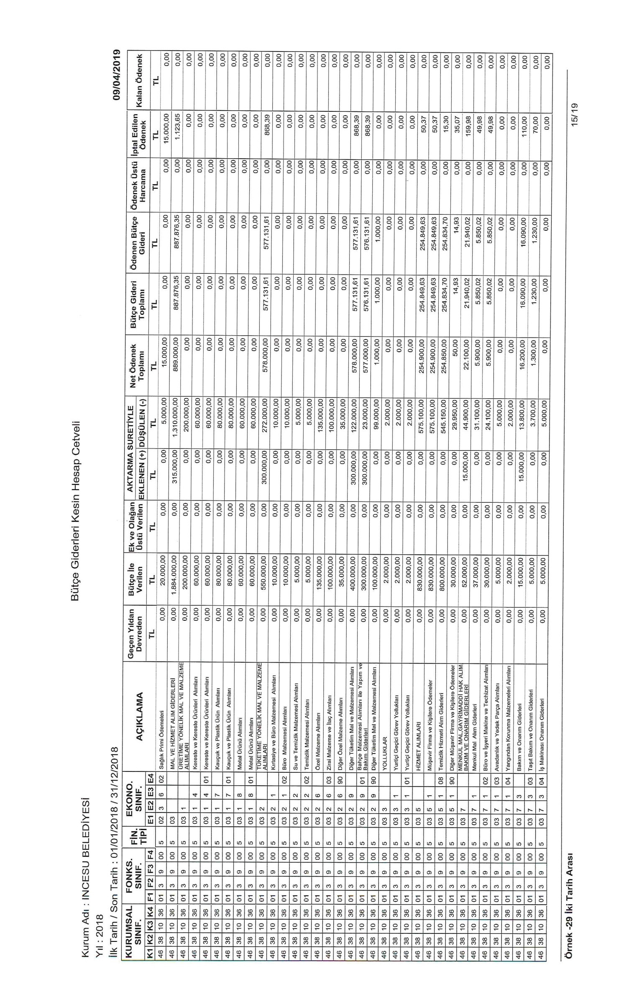 Bütçe Giderleri Kesin Hesap Cetveli
Kurum Adı : INCESU BELEDİYESİ
Yıl : 2018
İlk Tarih / Son Tarih : 01/01/2018 / 31/12/2018 09/04/2019
KURUMSAL SINIF. FONKS. SINIF. FİN. TİPİ EKONO. SINIF. AÇIKLAMA Geçen Yıldan Devreden Bütçe İle Verilen Ek ve Olağan Üstü Verilen AKTARMA SURETİYLE EKLENEN (+) DÜŞÜLEN (-) Net Ödenek Toplamı Bütçe Gideri Toplamı Ödenen Bütçe Gideri Ödenek Üstü Harcama İptal Edilen Ödenek Kalan Ödenek
K1 K2 K3 K4 F1 F2 F3 F4 E1 E2 E3 E4 TL TL TL TL TL TL TL TL TL TL TL
46 38 10 36 01 3 9 00 5 02 3 6 02 Sağlık Primi Ödemeleri 0,00 20.000,00 0,00 0,00 5.000,00 15.000,00 0,00 0,00 0,00 15.000,00 0,00
46 38 10 36 01 3 9 00 5 03 MAL VE HİZMET ALIM GİDERLERİ 0,00 1.884.000,00 0,00 315.000,00 1.310.000,00 889.000,00 887.876,35 887.876,35 0,00 1.123,65 0,00
46 38 10 36 01 3 9 00 5 03 1 ÜRETİME YÖNELİK MAL VE MALZEME ALIMLARI 0,00 200.000,00 0,00 0,00 200.000,00 0,00 0,00 0,00 0,00 0,00 0,00
46 38 10 36 01 3 9 00 5 03 1 4 Kereste ve Kereste Ürünleri Alımları 0,00 60.000,00 0,00 0,00 60.000,00 0,00 0,00 0,00 0,00 0,00 0,00
46 38 10 36 01 3 9 00 5 03 1 4 01 Kereste ve Kereste Ürünleri Alımları 0,00 60.000,00 0,00 0,00 60.000,00 0,00 0,00 0,00 0,00 0,00 0,00
46 38 10 36 01 3 9 00 5 03 1 7 Kauçuk ve Plastik Ürün Alımları 0,00 80.000,00 0,00 0,00 80.000,00 0,00 0,00 0,00 0,00 0,00 0,00
46 38 10 36 01 3 9 00 5 03 1 7 01 Kauçuk ve Plastik Ürün Alımları 0,00 80.000,00 0,00 0,00 80.000,00 0,00 0,00 0,00 0,00 0,00 0,00
46 38 10 36 01 3 9 00 5 03 1 8 Metal Ürünü Alımları 0,00 60.000,00 0,00 0,00 60.000,00 0,00 0,00 0,00 0,00 0,00 0,00
46 38 10 36 01 3 9 00 5 03 1 8 01 Metal Ürünü Alımları 0,00 60.000,00 0,00 0,00 60.000,00 0,00 0,00 0,00 0,00 0,00 0,00
46 38 10 36 01 3 9 00 5 03 2 TÜKETİME YÖNELİK MAL VE MALZEME ALIMLARI 0,00 550.000,00 0,00 300.000,00 272.000,00 578.000,00 577.131,61 577.131,61 0,00 868,39 0,00
46 38 10 36 01 3 9 00 5 03 2 1 Kırtasiye ve Büro Malzemesi Alımları 0,00 10.000,00 0,00 0,00 10.000,00 0,00 0,00 0,00 0,00 0,00 0,00
46 38 10 36 01 3 9 00 5 03 2 1 02 Büro Malzemesi Alımları 0,00 10.000,00 0,00 0,00 10.000,00 0,00 0,00 0,00 0,00 0,00 0,00
46 38 10 36 01 3 9 00 5 03 2 2 Su ve Temizlik Malzemesi Alımları 0,00 5.000,00 0,00 0,00 5.000,00 0,00 0,00 0,00 0,00 0,00 0,00
46 38 10 36 01 3 9 00 5 03 2 2 02 Temizlik Malzemesi Alımları 0,00 5.000,00 0,00 0,00 5.000,00 0,00 0,00 0,00 0,00 0,00 0,00
46 38 10 36 01 3 9 00 5 03 2 6 Özel Malzeme Alımları 0,00 135.000,00 0,00 0,00 135.000,00 0,00 0,00 0,00 0,00 0,00 0,00
46 38 10 36 01 3 9 00 5 03 2 6 03 Zirai Malzeme ve İlaç Alımları 0,00 100.000,00 0,00 0,00 100.000,00 0,00 0,00 0,00 0,00 0,00 0,00
46 38 10 36 01 3 9 00 5 03 2 6 90 Diğer Özel Malzeme Alımları 0,00 35.000,00 0,00 0,00 35.000,00 0,00 0,00 0,00 0,00 0,00 0,00
46 38 10 36 01 3 9 00 5 03 2 9 Diğer Tüketim Mal ve Malzemesi Alımları 0,00 400.000,00 0,00 300.000,00 122.000,00 578.000,00 577.131,61 577.131,61 0,00 868,39 0,00
46 38 10 36 01 3 9 00 5 03 2 9 01 Bahçe Malzemesi Alımları ile Yapım ve Bakım Giderleri 0,00 300.000,00 0,00 300.000,00 23.000,00 577.000,00 576.131,61 576.131,61 0,00 868,39 0,00
46 38 10 36 01 3 9 00 5 03 2 9 90 Diğer Tüketim Mal ve Malzemesi Alımları 0,00 100.000,00 0,00 0,00 99.000,00 1.000,00 1.000,00 1.000,00 0,00 0,00 0,00
46 38 10 36 01 3 9 00 5 03 3 YOLLUKLAR 0,00 2.000,00 0,00 0,00 2.000,00 0,00 0,00 0,00 0,00 0,00 0,00
46 38 10 36 01 3 9 00 5 03 3 1 Yurtiçi Geçici Görev Yollukları 0,00 2.000,00 0,00 0,00 2.000,00 0,00 0,00 0,00 0,00 0,00 0,00
46 38 10 36 01 3 9 00 5 03 3 1 01 Yurtiçi Geçici Görev Yollukları 0,00 2.000,00 0,00 0,00 2.000,00 0,00 0,00 0,00 0,00 0,00 0,00
46 38 10 36 01 3 9 00 5 03 5 HİZMET ALIMLARI 0,00 830.000,00 0,00 0,00 575.100,00 254.900,00 254.849,63 254.849,63 0,00 50,37 0,00
46 38 10 36 01 3 9 00 5 03 5 1 Müşavir Firma ve Kişilere Ödemeler 0,00 830.000,00 0,00 0,00 575.100,00 254.900,00 254.849,63 254.849,63 0,00 50,37 0,00
46 38 10 36 01 3 9 00 5 03 5 1 08 Temizlik Hizmeti Alım Giderleri 0,00 800.000,00 0,00 0,00 545.150,00 254.850,00 254.834,70 254.834,70 0,00 15,30 0,00
46 38 10 36 01 3 9 00 5 03 5 1 90 Diğer Müşavir Firma ve Kişilere Ödemeler 0,00 30.000,00 0,00 0,00 29.950,00 50,00 14,93 14,93 0,00 35,07 0,00
46 38 10 36 01 3 9 00 5 03 7 MENKUL MAL,GAYRİMADDİ HAK ALIM, BAKIM VE ONARIM GİDERLERİ 0,00 52.000,00 0,00 15.000,00 44.900,00 22.100,00 21.940,02 21.940,02 0,00 159,98 0,00
46 38 10 36 01 3 9 00 5 03 7 1 Menkul Mal Alım Giderleri 0,00 37.000,00 0,00 0,00 31.100,00 5.900,00 5.850,02 5.850,02 0,00 49,98 0,00
46 38 10 36 01 3 9 00 5 03 7 1 02 Büro ve İşyeri Makine ve Techizat Alımları 0,00 30.000,00 0,00 0,00 24.100,00 5.900,00 5.850,02 5.850,02 0,00 49,98 0,00
46 38 10 36 01 3 9 00 5 03 7 1 03 Avadanlık ve Yedek Parça Alımları 0,00 5.000,00 0,00 0,00 5.000,00 0,00 0,00 0,00 0,00 0,00 0,00
46 38 10 36 01 3 9 00 5 03 7 1 04 Yangından Korunma Malzemeleri Alımları 0,00 2.000,00 0,00 0,00 2.000,00 0,00 0,00 0,00 0,00 0,00 0,00
46 38 10 36 01 3 9 00 5 03 7 3 Bakım ve Onarım Giderleri 0,00 15.000,00 0,00 15.000,00 13.800,00 16.200,00 16.090,00 16.090,00 0,00 110,00 0,00
46 38 10 36 01 3 9 00 5 03 7 3 03 Taşıt Bakım ve Onarım Giderleri 0,00 5.000,00 0,00 0,00 3.700,00 1.300,00 1.230,00 1.230,00 0,00 70,00 0,00
46 38 10 36 01 3 9 00 5 03 7 3 04 İş Makinası Onarım Giderleri 0,00 5.000,00 0,00 0,00 5.000,00 0,00 0,00 0,00 0,00 0,00 0,00
Örnek -29 İki Tarih Arası 15/19